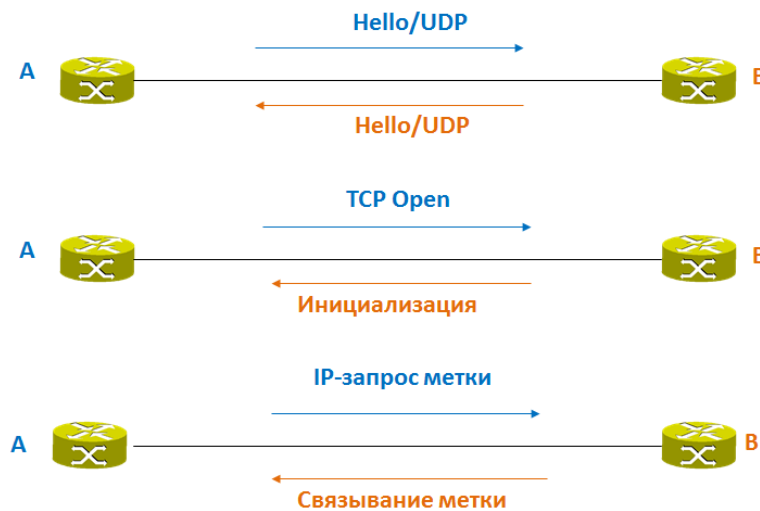 Hello/UDP
A
B
Hello/UDP
TCP Open
A
B
Инициализация
IP-запрос метки
A
B
Связывание метки